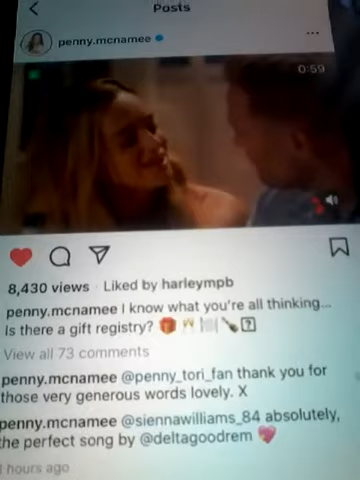 Posts
penny.mcnamee
0:59
8,430 views · Liked by harleympb
penny.mcnamee I know what you're all thinking...
Is there a gift registry? 🎁 🥂 🍽 🍾 ?
View all 73 comments
penny.mcnamee @penny_tori_fan thank you for
those very generous words lovely. X
penny.mcnamee @siennawilliams_84 absolutely,
the perfect song by @deltagoodrem 💘
hours ago